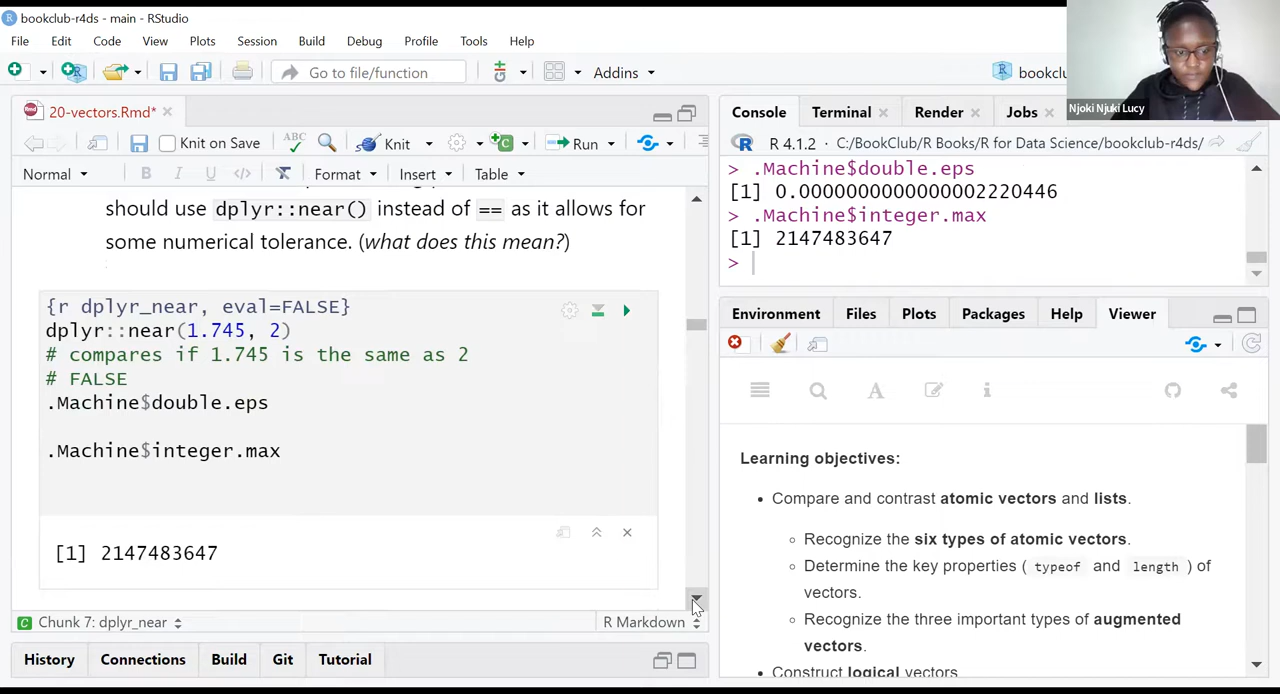 bookclub-r4ds - main - RStudio
File Edit Code View Plots Session Build Debug Profile Tools Help
Go to file/function Addins bookclu
Njoki Njuki Lucy
20-vectors.Rmd*
Knit on Save ABC Knit Run
Normal B I U Format Insert Table
should use dplyr::near() instead of == as it allows for
some numerical tolerance. (what does this mean?)
{r dplyr_near, eval=FALSE}
dplyr::near(1.745, 2)
# compares if 1.745 is the same as 2
# FALSE
.Machine$double.eps
.Machine$integer.max
[1] 2147483647
Chunk 7: dplyr_near R Markdown
History Connections Build Git Tutorial
Console Terminal Render Jobs
R 4.1.2 · C:/BookClub/R Books/R for Data Science/bookclub-r4ds/
> .Machine$double.eps
[1] 0.0000000000000002220446
> .Machine$integer.max
[1] 2147483647
>
Environment Files Plots Packages Help Viewer
Learning objectives:
• Compare and contrast atomic vectors and lists.
◦ Recognize the six types of atomic vectors.
◦ Determine the key properties ( typeof and length ) of
vectors.
◦ Recognize the three important types of augmented
vectors.
• Construct logical vectors